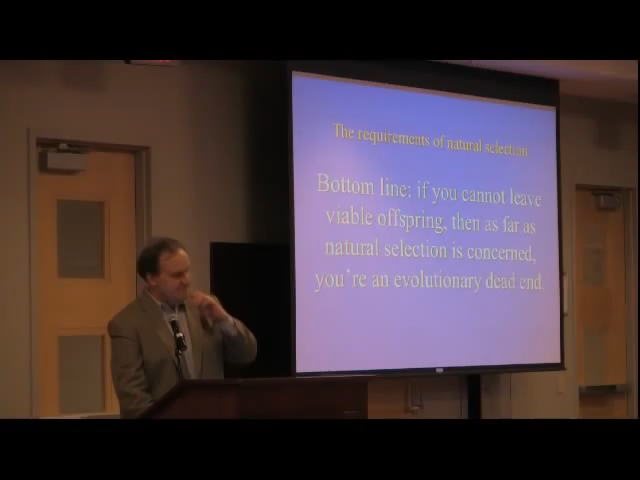 The requirements of natural selection
Bottom line: if you cannot leave
viable offspring, then as far as
natural selection is concerned,
you're an evolutionary dead end.